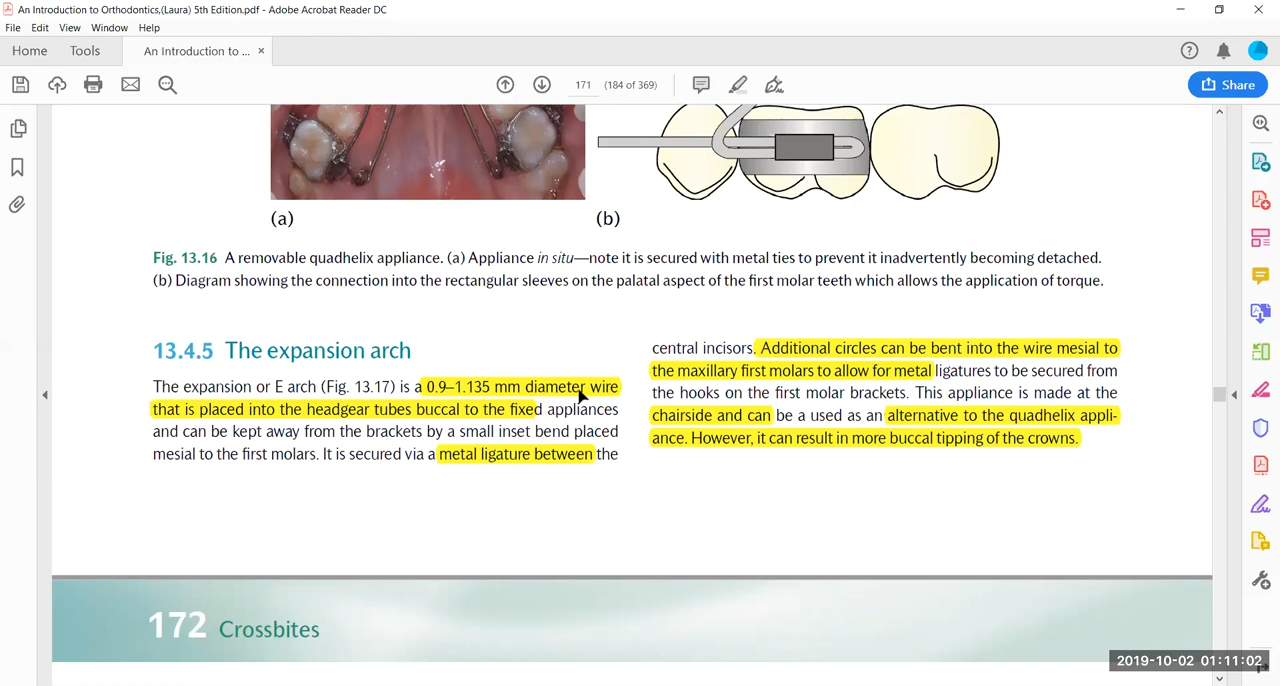 An Introduction to Orthodontics,(Laura) 5th Edition.pdf - Adobe Acrobat Reader DC
File Edit View Window Help
Home Tools An Introduction to ... ×
171 (184 of 369)
Share
(a) (b)
Fig. 13.16 A removable quadhelix appliance. (a) Appliance in situ—note it is secured with metal ties to prevent it inadvertently becoming detached.
(b) Diagram showing the connection into the rectangular sleeves on the palatal aspect of the first molar teeth which allows the application of torque.
13.4.5 The expansion arch
The expansion or E arch (Fig. 13.17) is a 0.9–1.135 mm diameter wire
that is placed into the headgear tubes buccal to the fixed appliances
and can be kept away from the brackets by a small inset bend placed
mesial to the first molars. It is secured via a metal ligature between the
central incisors. Additional circles can be bent into the wire mesial to
the maxillary first molars to allow for metal ligatures to be secured from
the hooks on the first molar brackets. This appliance is made at the
chairside and can be a used as an alternative to the quadhelix appli-
ance. However, it can result in more buccal tipping of the crowns.
172 Crossbites
2019-10-02 01:11:02